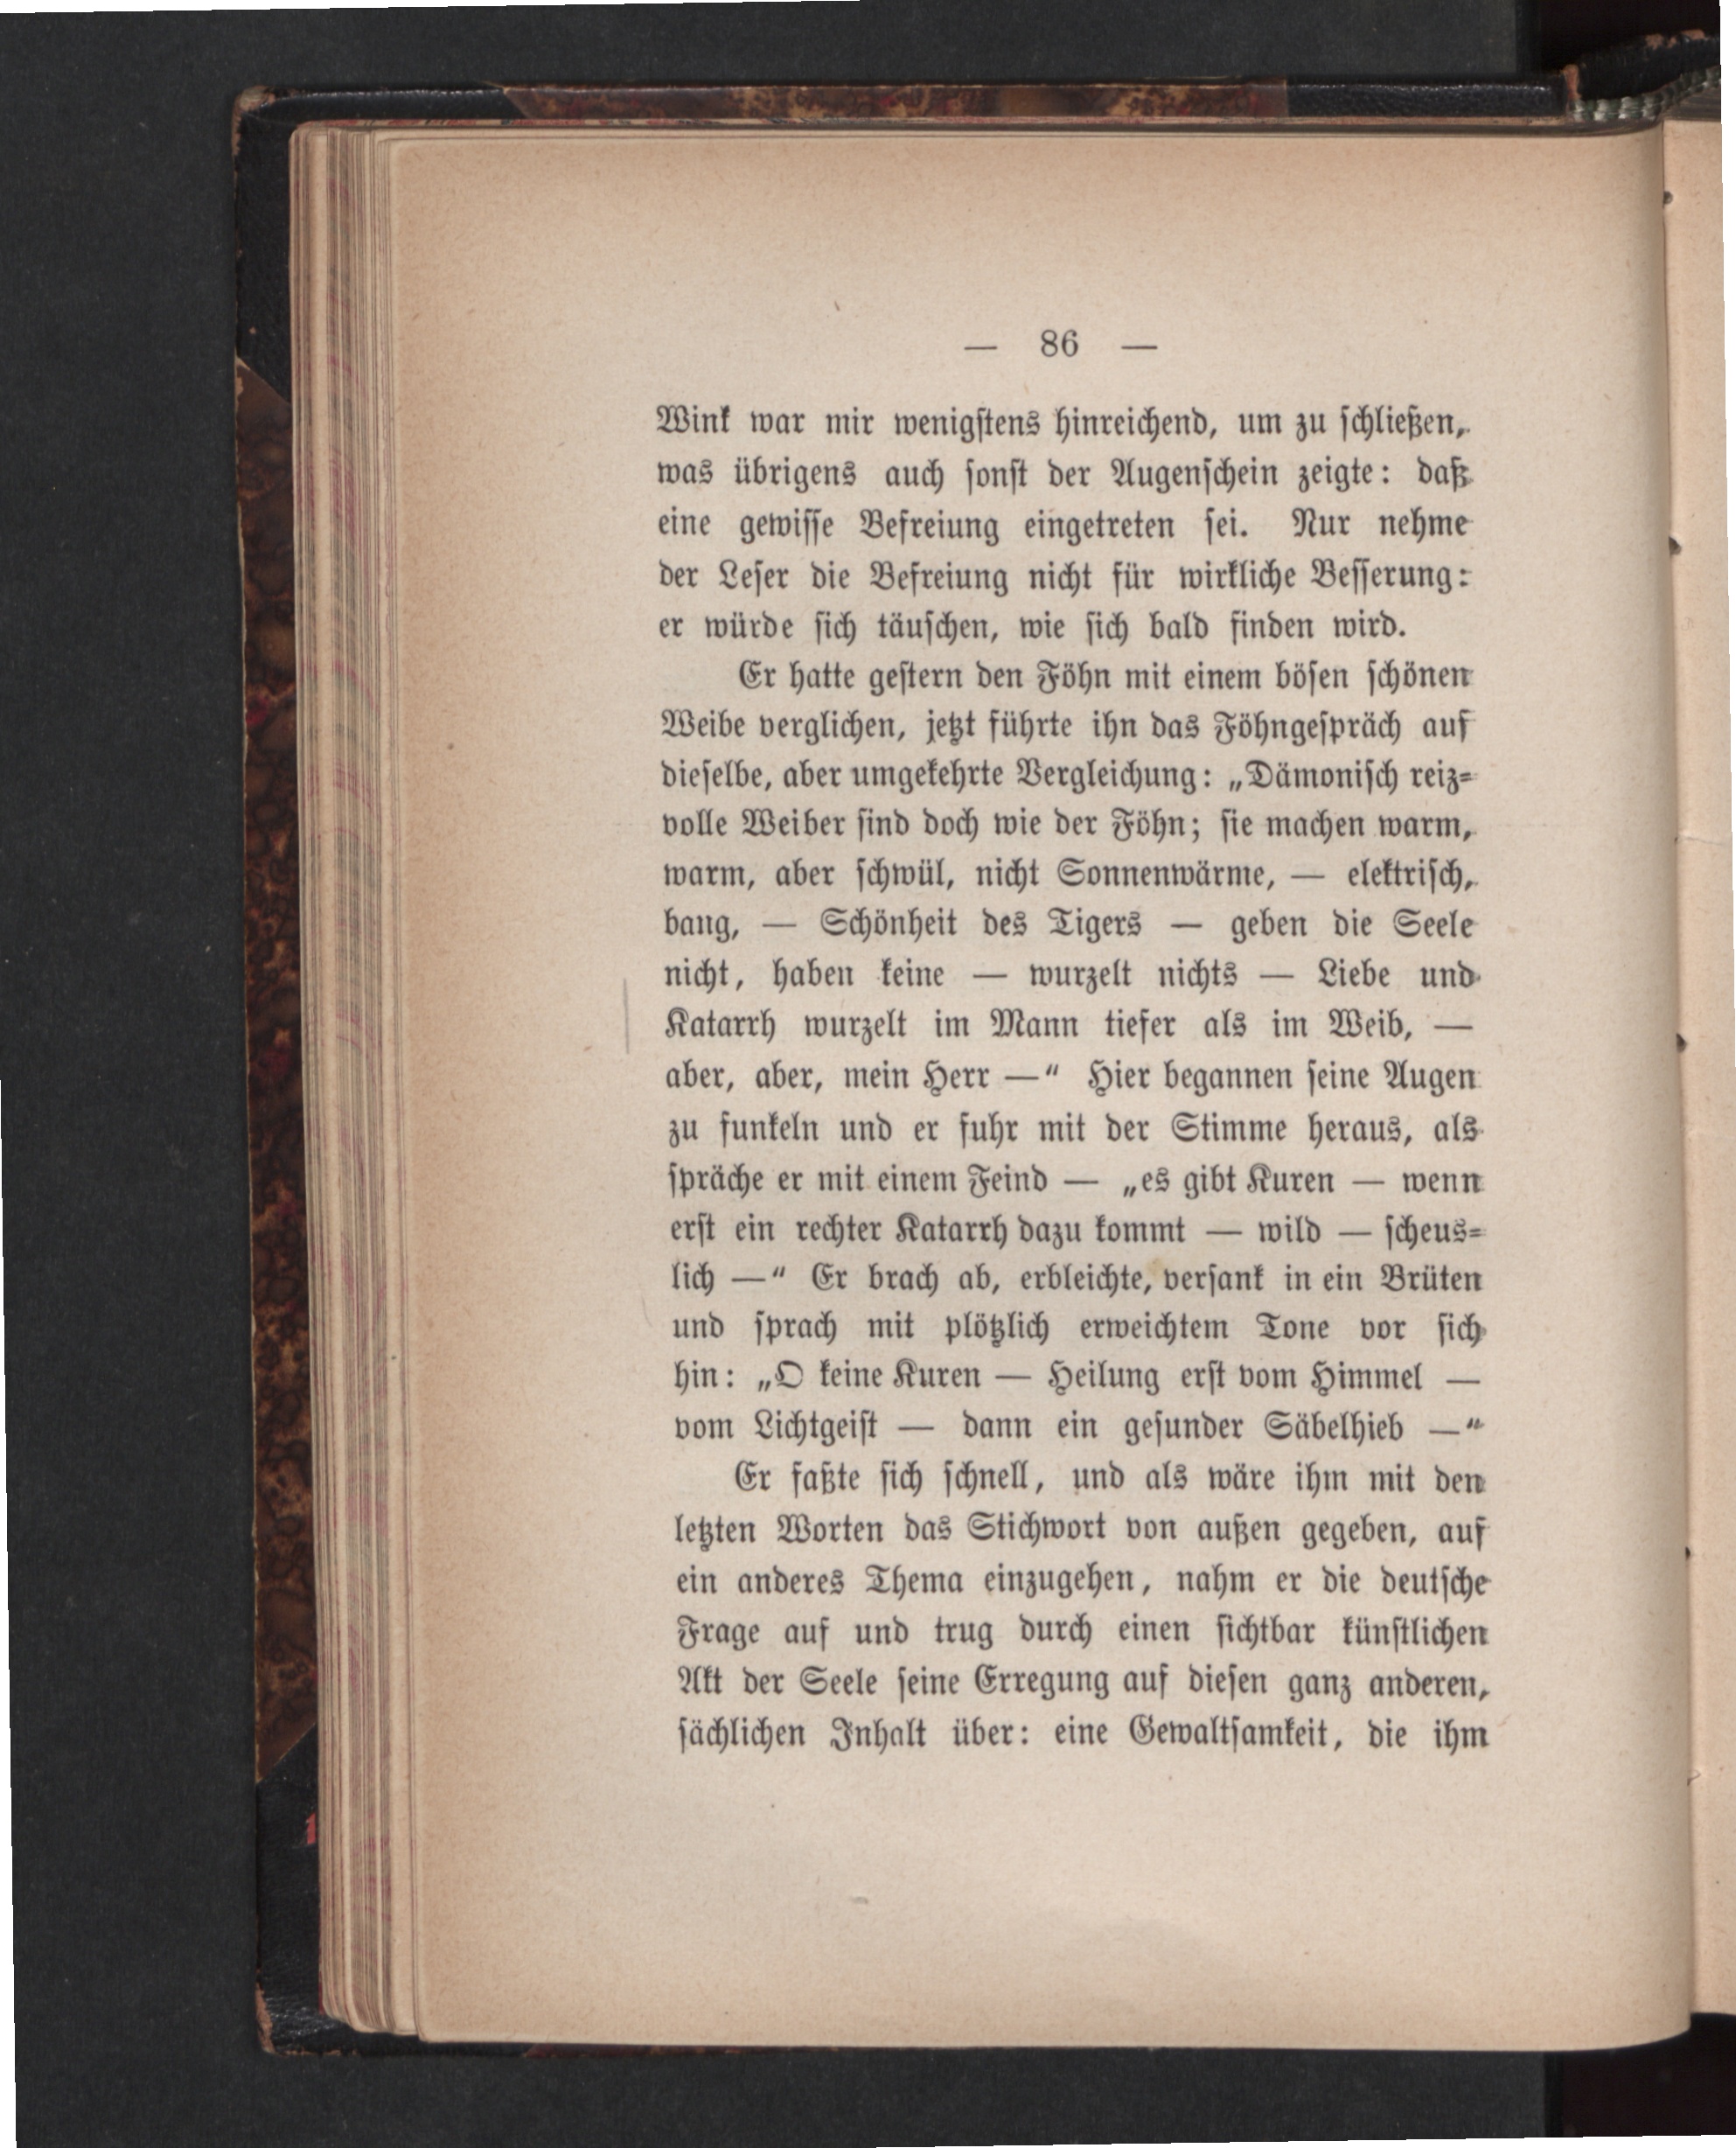 — 86 —
Wink war mir wenigstens hinreichend, um zu schließen,
was übrigens auch sonst der Augenschein zeigte: daß
eine gewisse Befreiung eingetreten sei. Nur nehme
der Leser die Befreiung nicht für wirkliche Besserung:
er würde sich täuschen, wie sich bald finden wird.
Er hatte gestern den Föhn mit einem bösen schönen
Weibe verglichen, jetzt führte ihn das Föhngespräch auf
dieselbe, aber umgekehrte Vergleichung: „Dämonisch reiz-
volle Weiber sind doch wie der Föhn; sie machen warm,
warm, aber schwül, nicht Sonnenwärme, — elektrisch,
bang, — Schönheit des Tigers — geben die Seele
nicht, haben keine — wurzelt nichts — Liebe und
Katarrh wurzelt im Mann tiefer als im Weib, —
aber, aber, mein Herr —“ Hier begannen seine Augen
zu funkeln und er fuhr mit der Stimme heraus, als
spräche er mit einem Feind — „es gibt Kuren — wenn
erst ein rechter Katarrh dazu kommt — wild — scheus-
lich —“ Er brach ab, erbleichte, versank in ein Brüten
und sprach mit plötzlich erweichtem Tone vor sich
hin: „O keine Kuren — Heilung erst vom Himmel —
vom Lichtgeist — dann ein gesunder Säbelhieb —“
Er faßte sich schnell, und als wäre ihm mit den
letzten Worten das Stichwort von außen gegeben, auf
ein anderes Thema einzugehen, nahm er die deutsche
Frage auf und trug durch einen sichtbar künstlichen
Akt der Seele seine Erregung auf diesen ganz anderen,
sächlichen Inhalt über: eine Gewaltsamkeit, die ihm